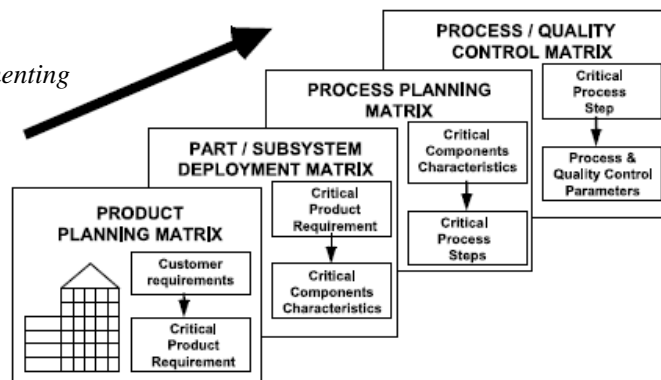 PROCESS / QUALITY
CONTROL MATRIX
Critical
Process
Step
Process &
Quality Control
Parameters
PROCESS PLANNING
MATRIX
Critical
Components
Characteristics
Critical
Process
Steps
PART / SUBSYSTEM
DEPLOYMENT MATRIX
Critical
Product
Requirement
Critical
Components
Characteristics
PRODUCT
PLANNING MATRIX
Customer
requirements
Critical
Product
Requirement